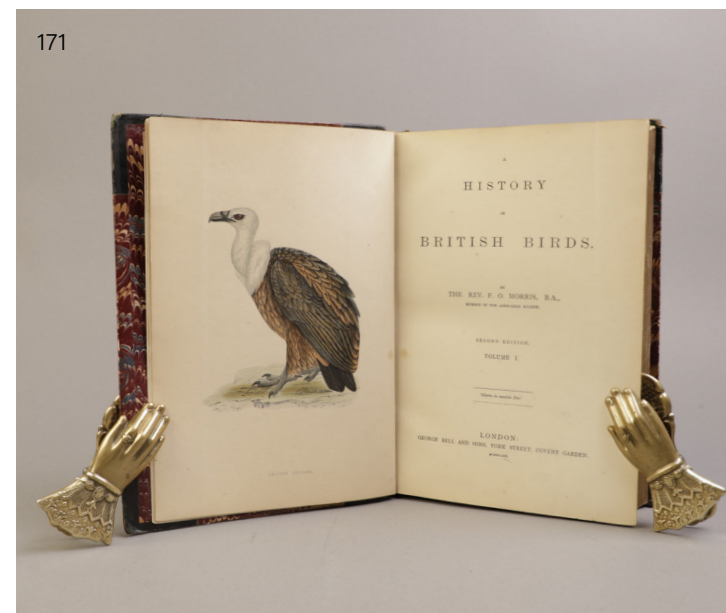 171
A
HISTORY
OF
BRITISH BIRDS.
BY
THE REV. F. O. MORRIS, B.A.,
SECOND EDITION.
VOLUME I
LONDON:
GEORGE BELL AND SONS, YORK STREET, COVENT GARDEN.